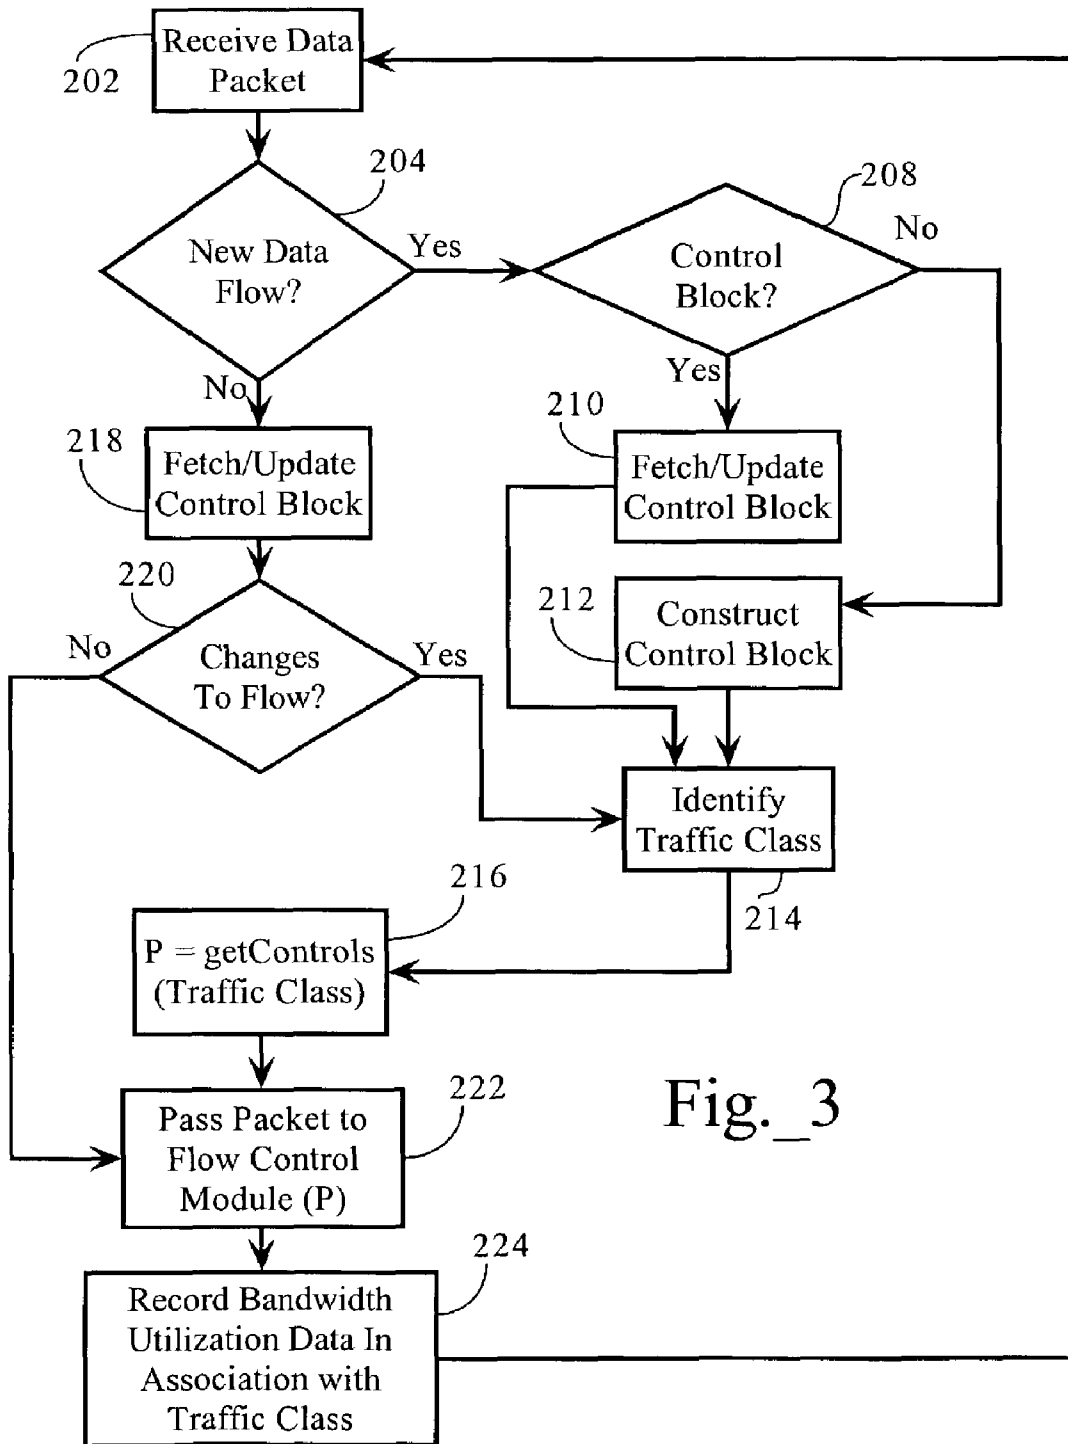 Receive Data
Packet
202
204
New Data
Flow?
Yes
208
Control
Block?
No
No
Yes
218
Fetch/Update
Control Block
210
Fetch/Update
Control Block
220
Changes
To Flow?
No
Yes
212
Construct
Control Block
Identify
Traffic Class
214
216
P = getControls
(Traffic Class)
222
Pass Packet to
Flow Control
Module (P)
Fig._3
224
Record Bandwidth
Utilization Data In
Association with
Traffic Class